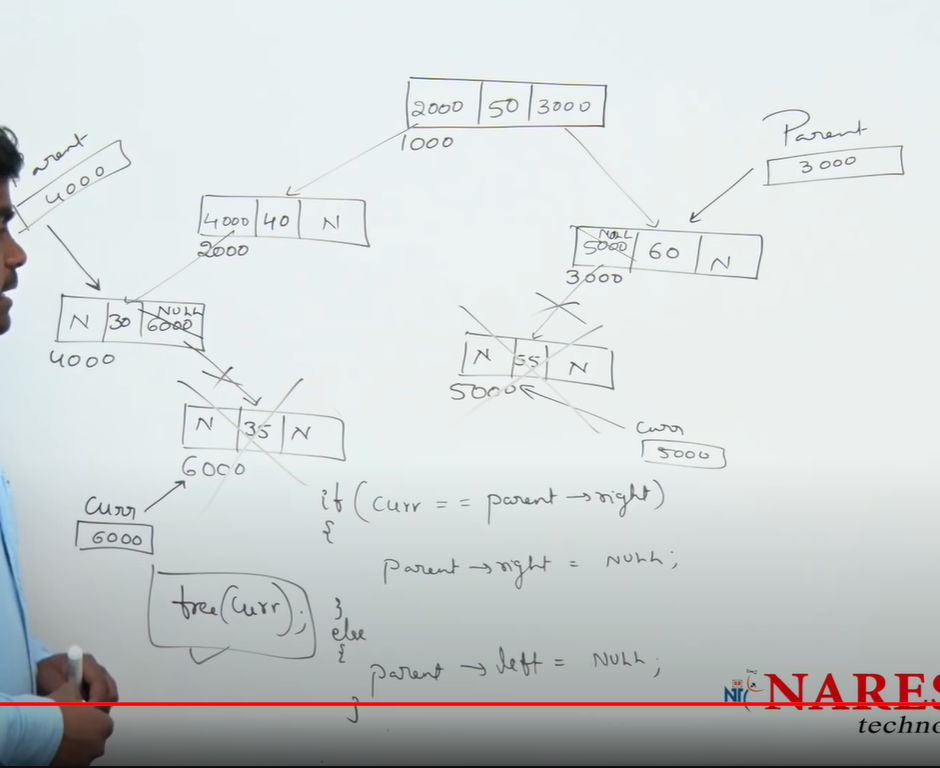 2000 50 3000
1000
Parent
3000
arent
4000
4000 40 N
2000
NULL
5000 60 N
3000
N 30 NULL
6000
4000
N 55 N
5000
curr
5000
N 35 N
6000
curr
6000
if (curr == parent→right)
{
parent→right = NULL;
free(curr);
}
else
{
parent → left = NULL;
}
NARES
techno